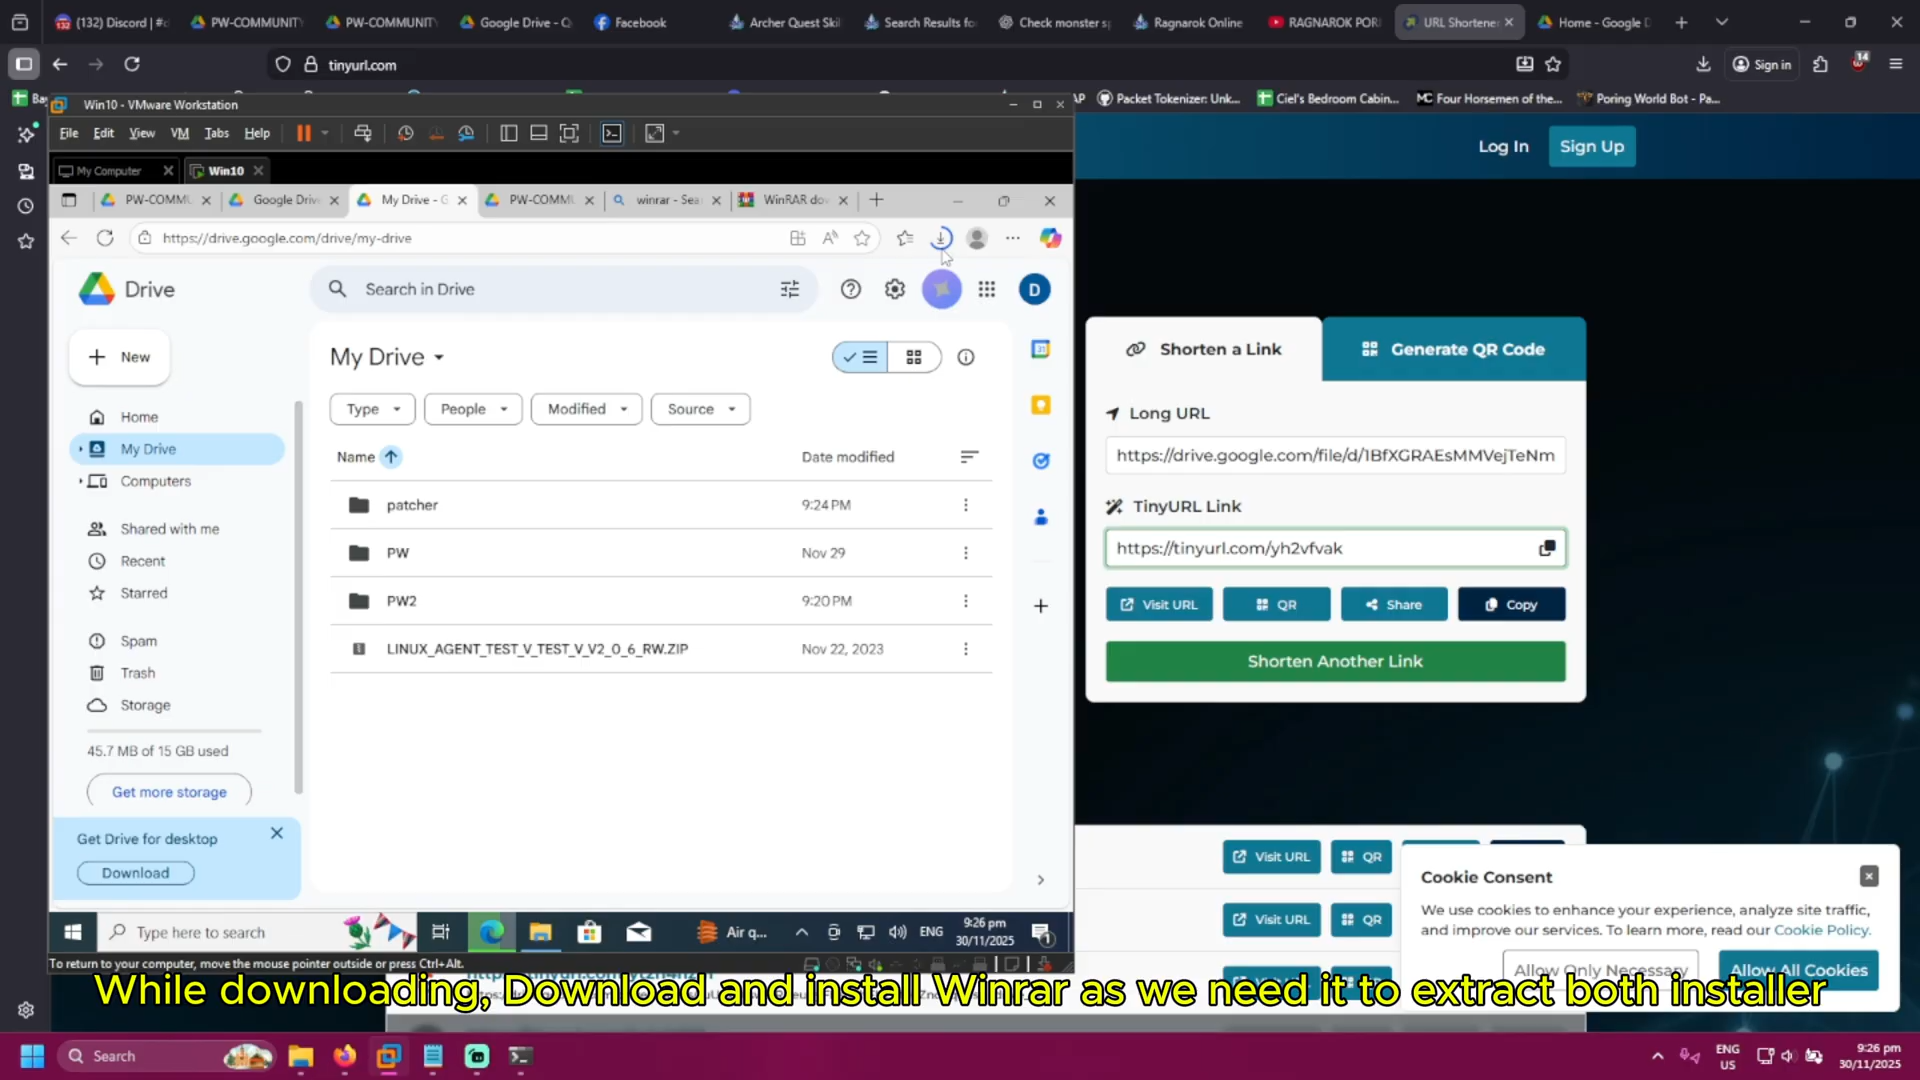 (132) Discord | #c
PW-COMMUNITY
PW-COMMUNITY
Google Drive - Q
Facebook
Archer Quest Skil
Search Results fo
Check monster sp
Ragnarok Online
RAGNAROK POR
URL Shortene
Home - Google D
tinyurl.com
Sign in
14
Packet Tokenizer: Unk...
Ciel's Bedroom Cabin...
Four Horsemen of the...
Poring World Bot - Pa...
Win10 - VMware Workstation
File Edit View VM Tabs Help
My Computer
Win10
PW-COMMU
Google Driv
My Drive - G
PW-COMMU
winrar - Sea
WinRAR do
https://drive.google.com/drive/my-drive
Log In
Sign Up
Drive
Search in Drive
D
New
My Drive
Type
People
Modified
Source
Home
My Drive
Computers
Shared with me
Recent
Starred
Spam
Trash
Storage
45.7 MB of 15 GB used
Get more storage
Get Drive for desktop
Download
Name
Date modified
patcher
9:24 PM
PW
Nov 29
PW2
9:20 PM
LINUX_AGENT_TEST_V_TEST_V_V2_0_6_RW.ZIP
Nov 22, 2023
Shorten a Link
Generate QR Code
Long URL
https://drive.google.com/file/d/1BfXGRAEsMMVejTeNm
TinyURL Link
https://tinyurl.com/yh2vfvak
Visit URL
QR
Share
Copy
Shorten Another Link
Visit URL
QR
Visit URL
QR
Cookie Consent
We use cookies to enhance your experience, analyze site traffic,
and improve our services. To learn more, read our Cookie Policy.
Allow Only Necessary
Allow All Cookies
Type here to search
Air q...
ENG
9:26 pm
30/11/2025
1
To return to your computer, move the mouse pointer outside or press Ctrl+Alt.
While downloading, Download and install Winrar as we need it to extract both installer
Search
ENG
US
9:26 pm
30/11/2025